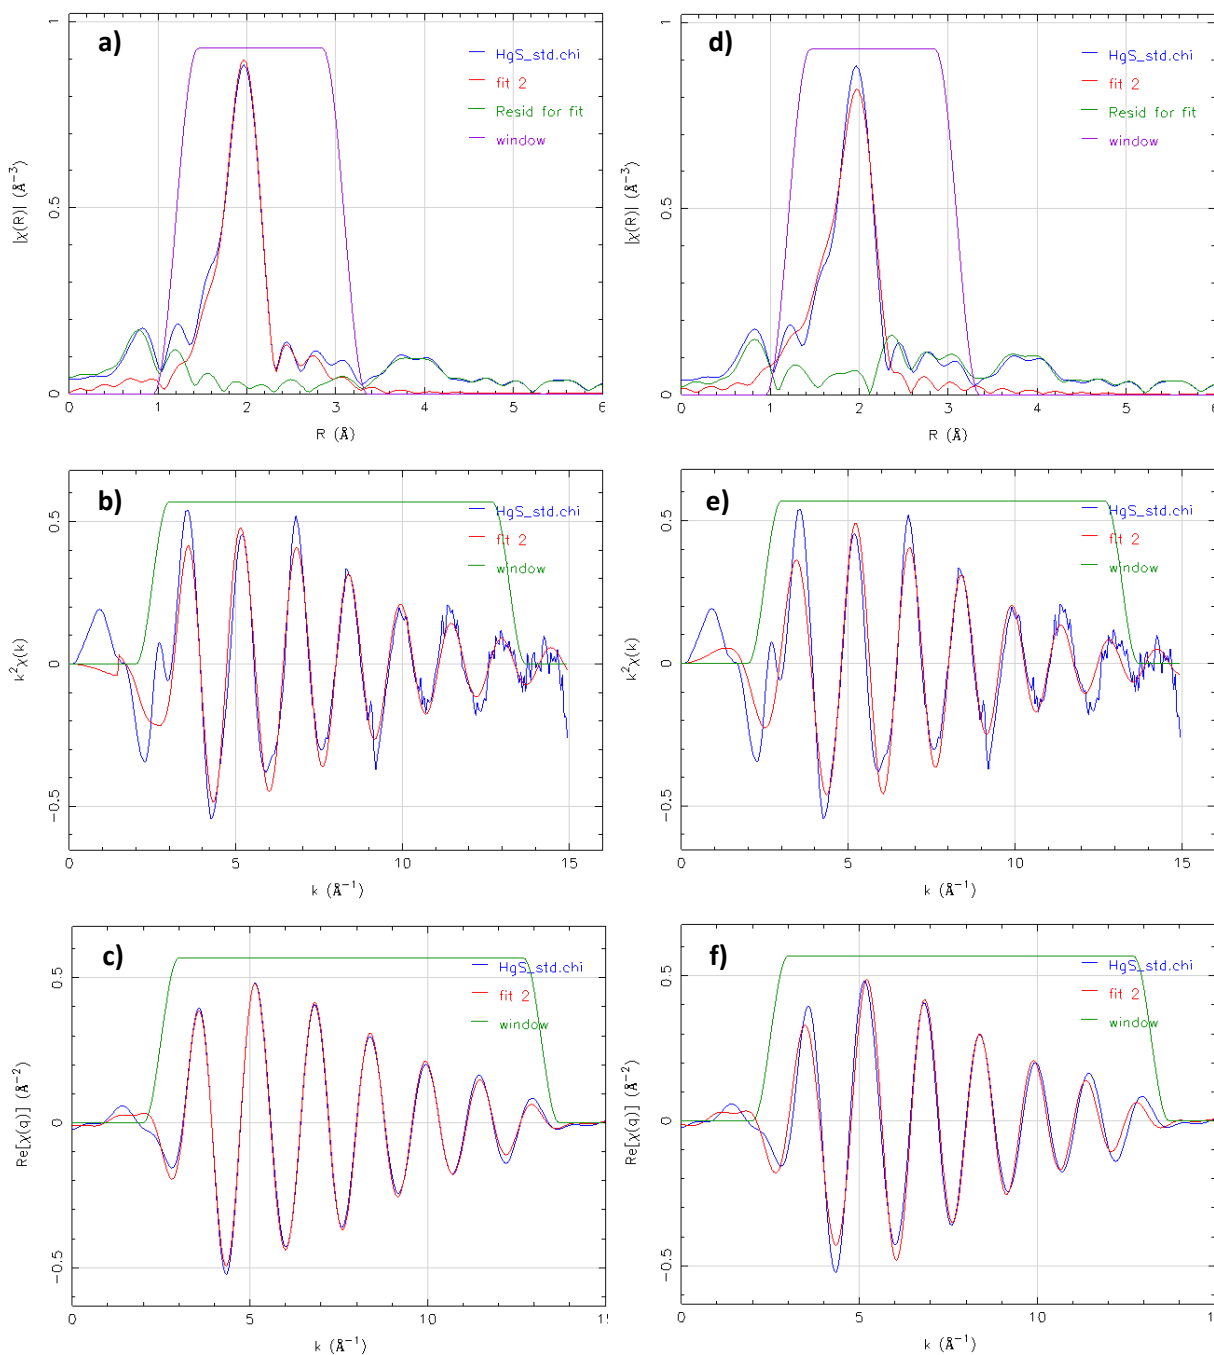 a)
HgS_std.chi
fit 2
Resid for fit
window
1
0.5
0
|χ(R)| (Å⁻³)
0 1 2 3 4 5 6
R (Å)
d)
HgS_std.chi
fit 2
Resid for fit
window
1
0.5
0
|χ(R)| (Å⁻³)
0 1 2 3 4 5 6
R (Å)
b)
HgS_std.chi
fit 2
window
0.5
0
−0.5
k²χ(k)
0 5 10 15
k (Å⁻¹)
e)
HgS_std.chi
fit 2
window
0.5
0
−0.5
k²χ(k)
0 5 10 15
k (Å⁻¹)
c)
HgS_std.chi
fit 2
window
0.5
0
−0.5
Re[χ(q)] (Å⁻²)
0 5 10 15
k (Å⁻¹)
f)
HgS_std.chi
fit 2
window
0.5
0
−0.5
Re[χ(q)] (Å⁻²)
0 5 10 1
k (Å⁻¹)